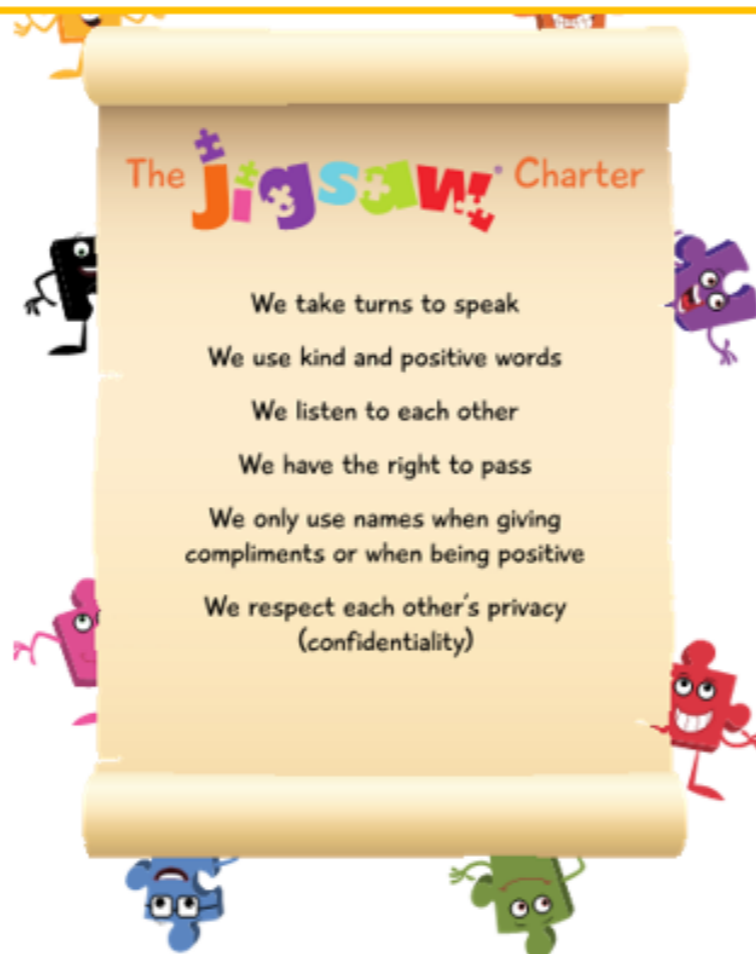 The jigsaw Charter
We take turns to speak
We use kind and positive words
We listen to each other
We have the right to pass
We only use names when giving
compliments or when being positive
We respect each other's privacy
(confidentiality)